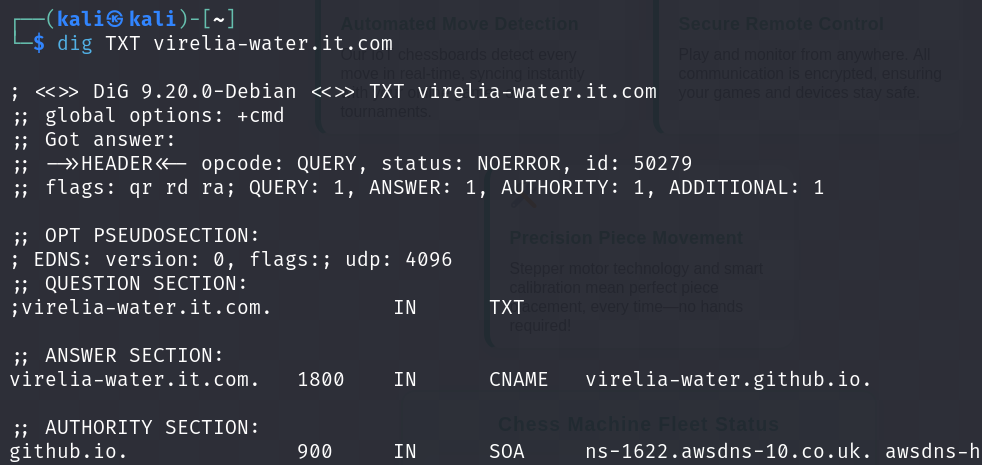 ┌──(kali㉿kali)-[~]
└─$ dig TXT virelia-water.it.com
; <<>> DiG 9.20.0-Debian <<>> TXT virelia-water.it.com
;; global options: +cmd
;; Got answer:
;; ->>HEADER<<- opcode: QUERY, status: NOERROR, id: 50279
;; flags: qr rd ra; QUERY: 1, ANSWER: 1, AUTHORITY: 1, ADDITIONAL: 1
;; OPT PSEUDOSECTION:
; EDNS: version: 0, flags:; udp: 4096
;; QUESTION SECTION:
;virelia-water.it.com. IN TXT
;; ANSWER SECTION:
virelia-water.it.com. 1800 IN CNAME virelia-water.github.io.
;; AUTHORITY SECTION:
github.io. 900 IN SOA ns-1622.awsdns-10.co.uk. awsdns-h
Automated Move Detection
Our IoT chessboards detect every
move in real-time, syncing instantly
tournaments.
Secure Remote Control
Play and monitor from anywhere. All
communication is encrypted, ensuring
your games and devices stay safe.
Precision Piece Movement
Stepper motor technology and smart
calibration mean perfect piece
placement, every time—no hands
required!
Chess Machine Fleet Status